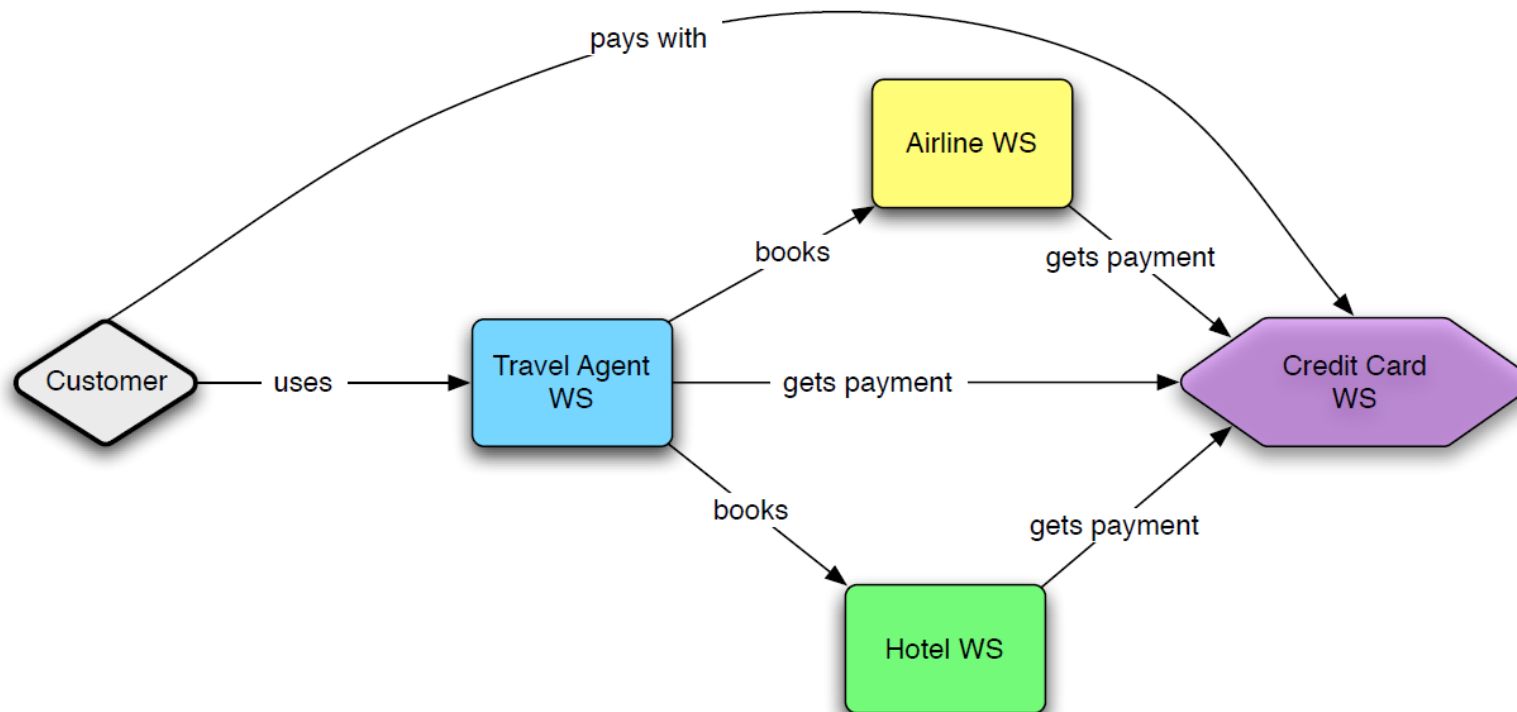 pays with
Airline WS
books
gets payment
Customer
uses
Travel Agent
WS
gets payment
Credit Card
WS
books
gets payment
Hotel WS